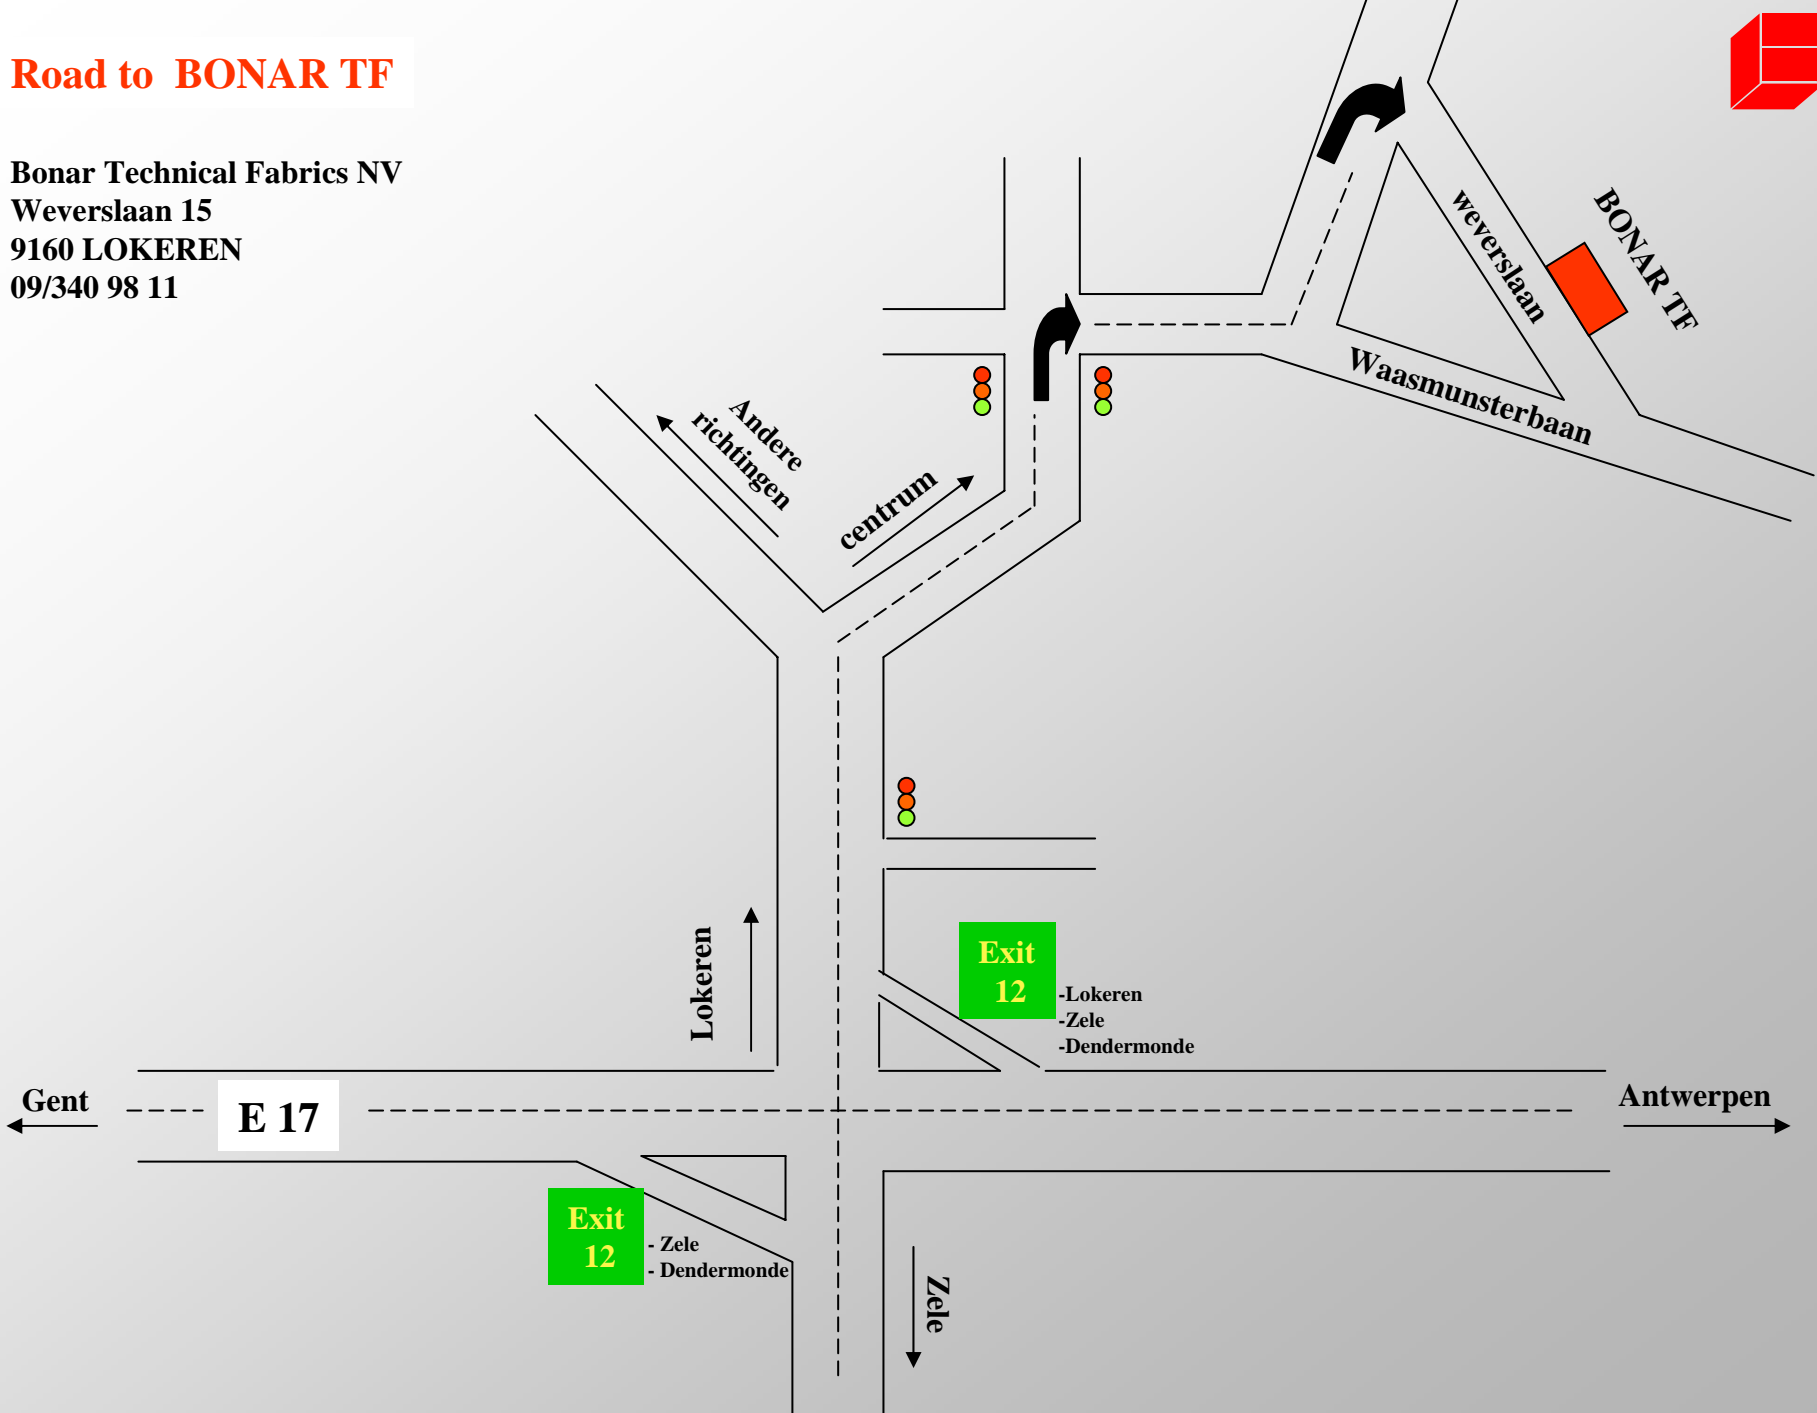 Road to BONAR TF
Bonar Technical Fabrics NV
Weverslaan 15
9160 LOKEREN
09/340 98 11
BONAR TF
weverslaan
Waasmunsterbaan
Andere
richtingen
centrum
Lokeren
Exit
12
-Lokeren
-Zele
-Dendermonde
Gent
E 17
Antwerpen
Exit
12
- Zele
- Dendermonde
Zele